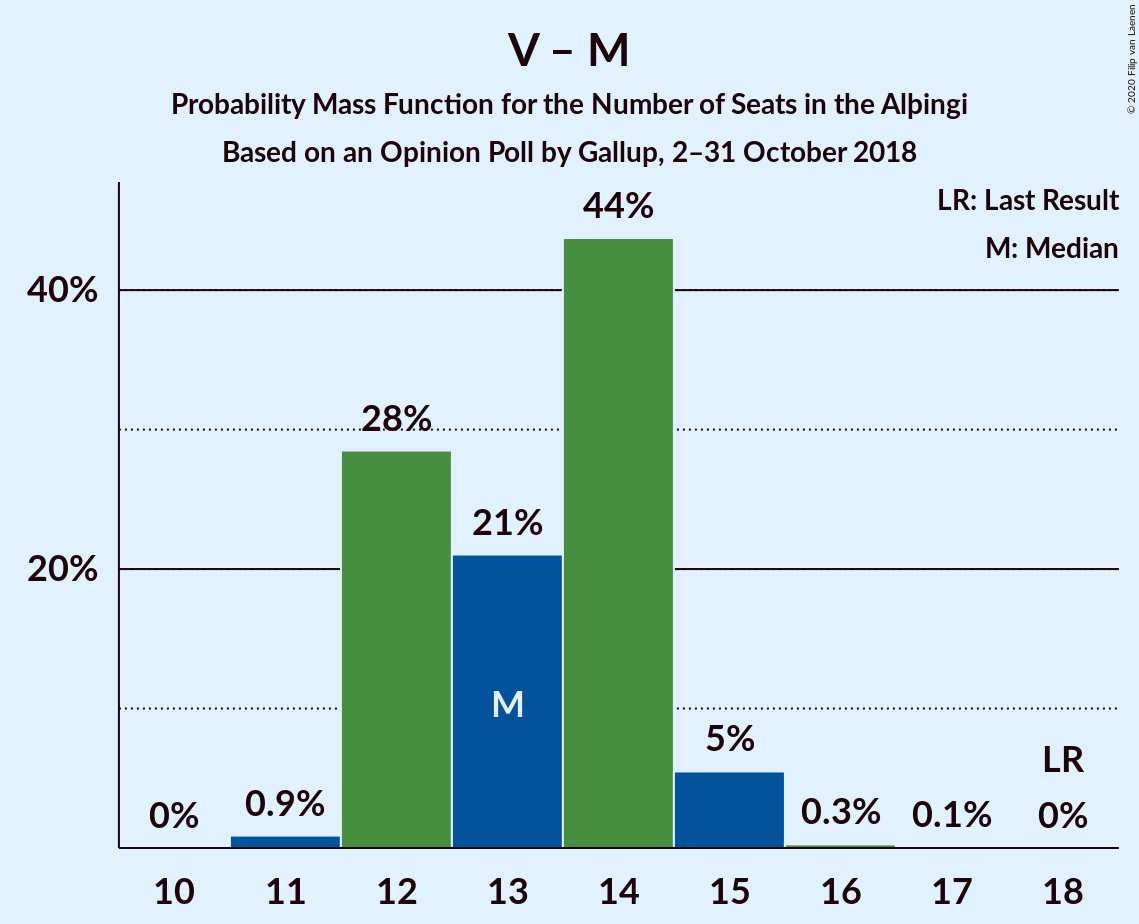 V – M
Probability Mass Function for the Number of Seats in the Alþingi
Based on an Opinion Poll by Gallup, 2–31 October 2018
© 2020 Filip van Laenen
LR: Last Result
M: Median
44%
40%
28%
21%
20%
M
5%
LR
0%
0.9%
0.3%
0.1%
0%
10 11 12 13 14 15 16 17 18